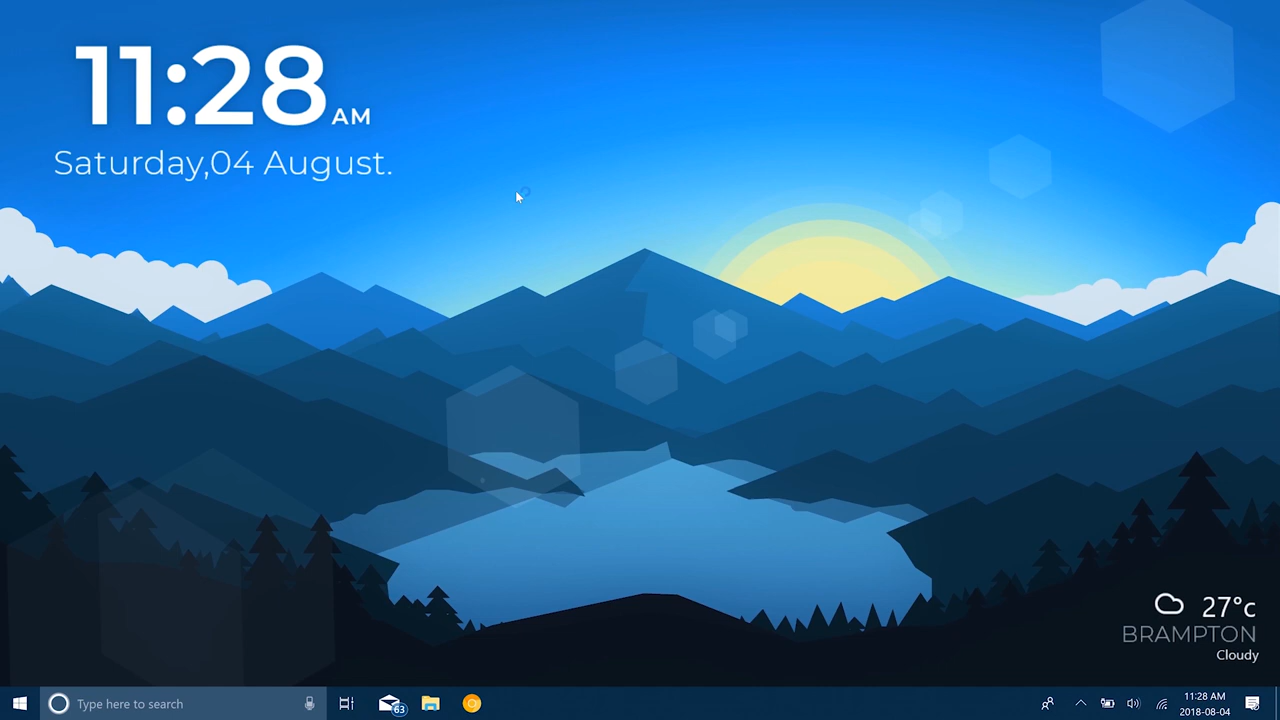 11:28 AM
Saturday,04 August.
27°c
BRAMPTON
Cloudy
Type here to search
63
11:28 AM
2018-08-04